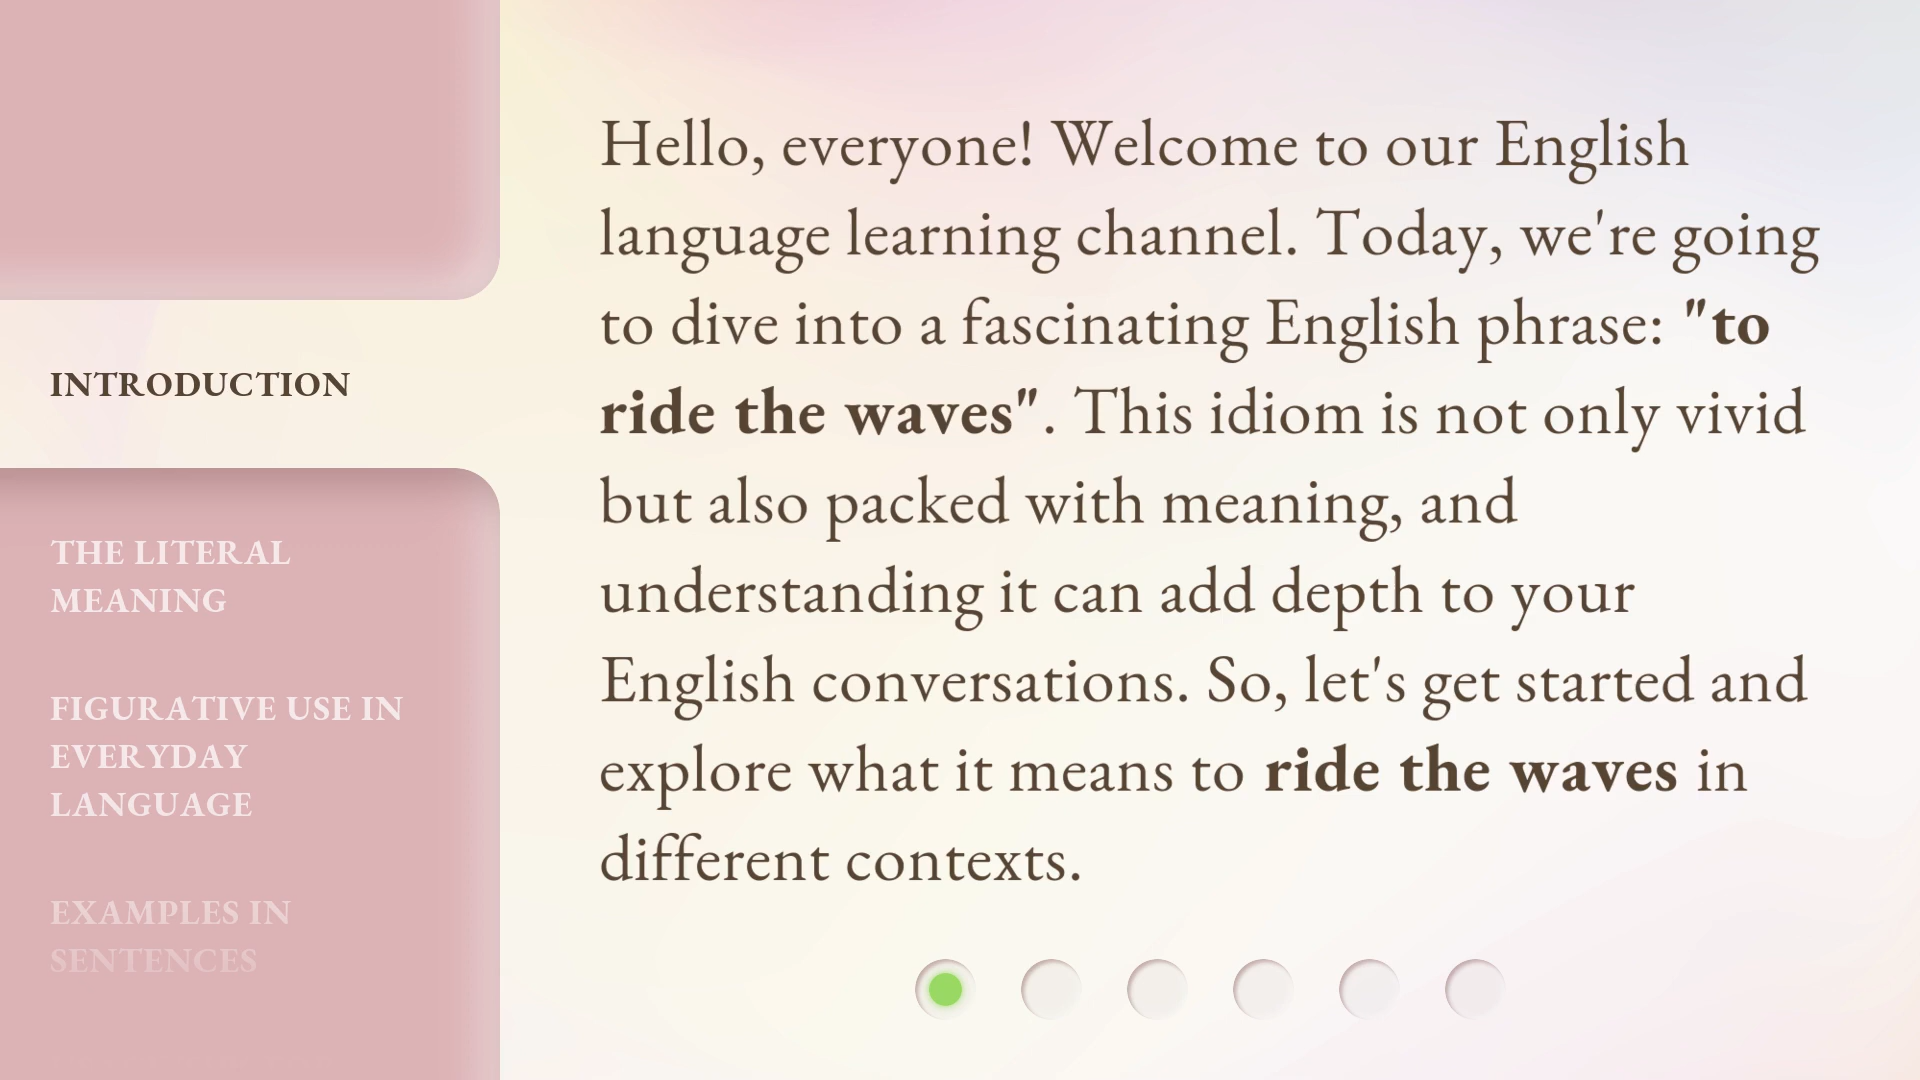 INTRODUCTION
THE LITERAL
MEANING
FIGURATIVE USE IN
EVERYDAY
LANGUAGE
EXAMPLES IN
SENTENCES
Hello, everyone! Welcome to our English
language learning channel. Today, we're going
to dive into a fascinating English phrase: "to
ride the waves". This idiom is not only vivid
but also packed with meaning, and
understanding it can add depth to your
English conversations. So, let's get started and
explore what it means to ride the waves in
different contexts.